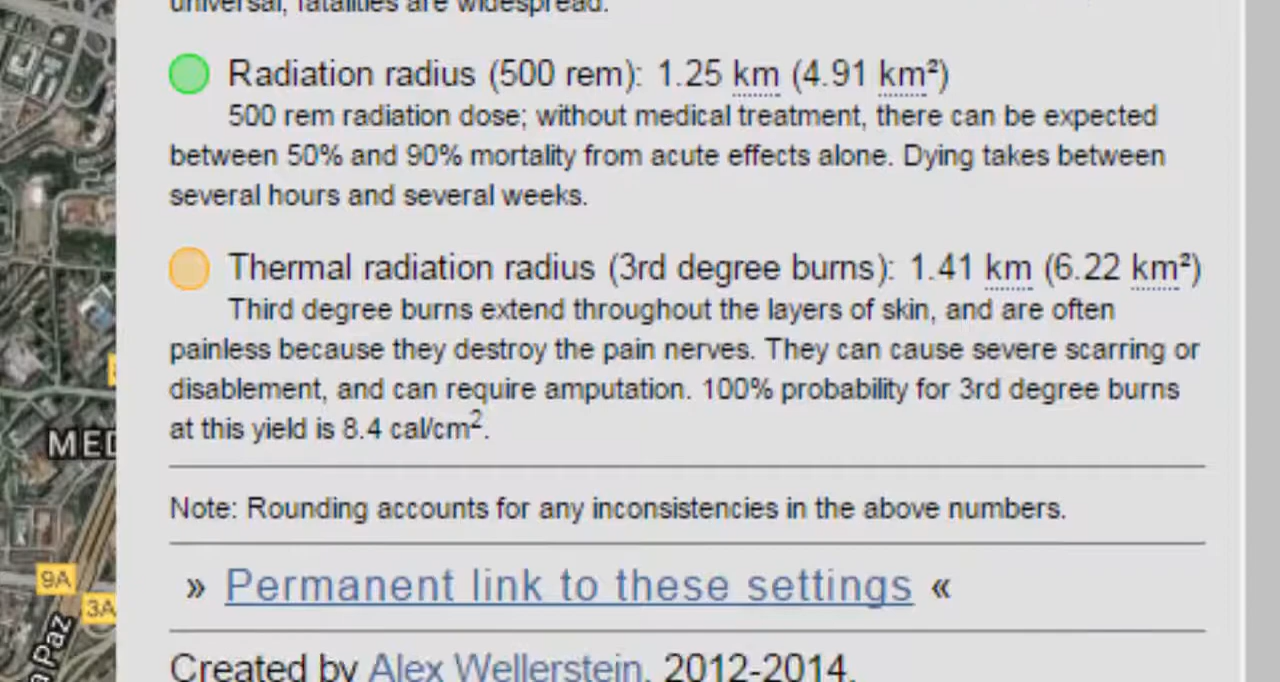 universal, fatalities are widespread.
Radiation radius (500 rem): 1.25 km (4.91 km²)
500 rem radiation dose; without medical treatment, there can be expected
between 50% and 90% mortality from acute effects alone. Dying takes between
several hours and several weeks.
Thermal radiation radius (3rd degree burns): 1.41 km (6.22 km²)
Third degree burns extend throughout the layers of skin, and are often
painless because they destroy the pain nerves. They can cause severe scarring or
disablement, and can require amputation. 100% probability for 3rd degree burns
at this yield is 8.4 cal/cm².
MED
Note: Rounding accounts for any inconsistencies in the above numbers.
9A
» Permanent link to these settings «
3A
a Paz
Created by Alex Wellerstein, 2012-2014.